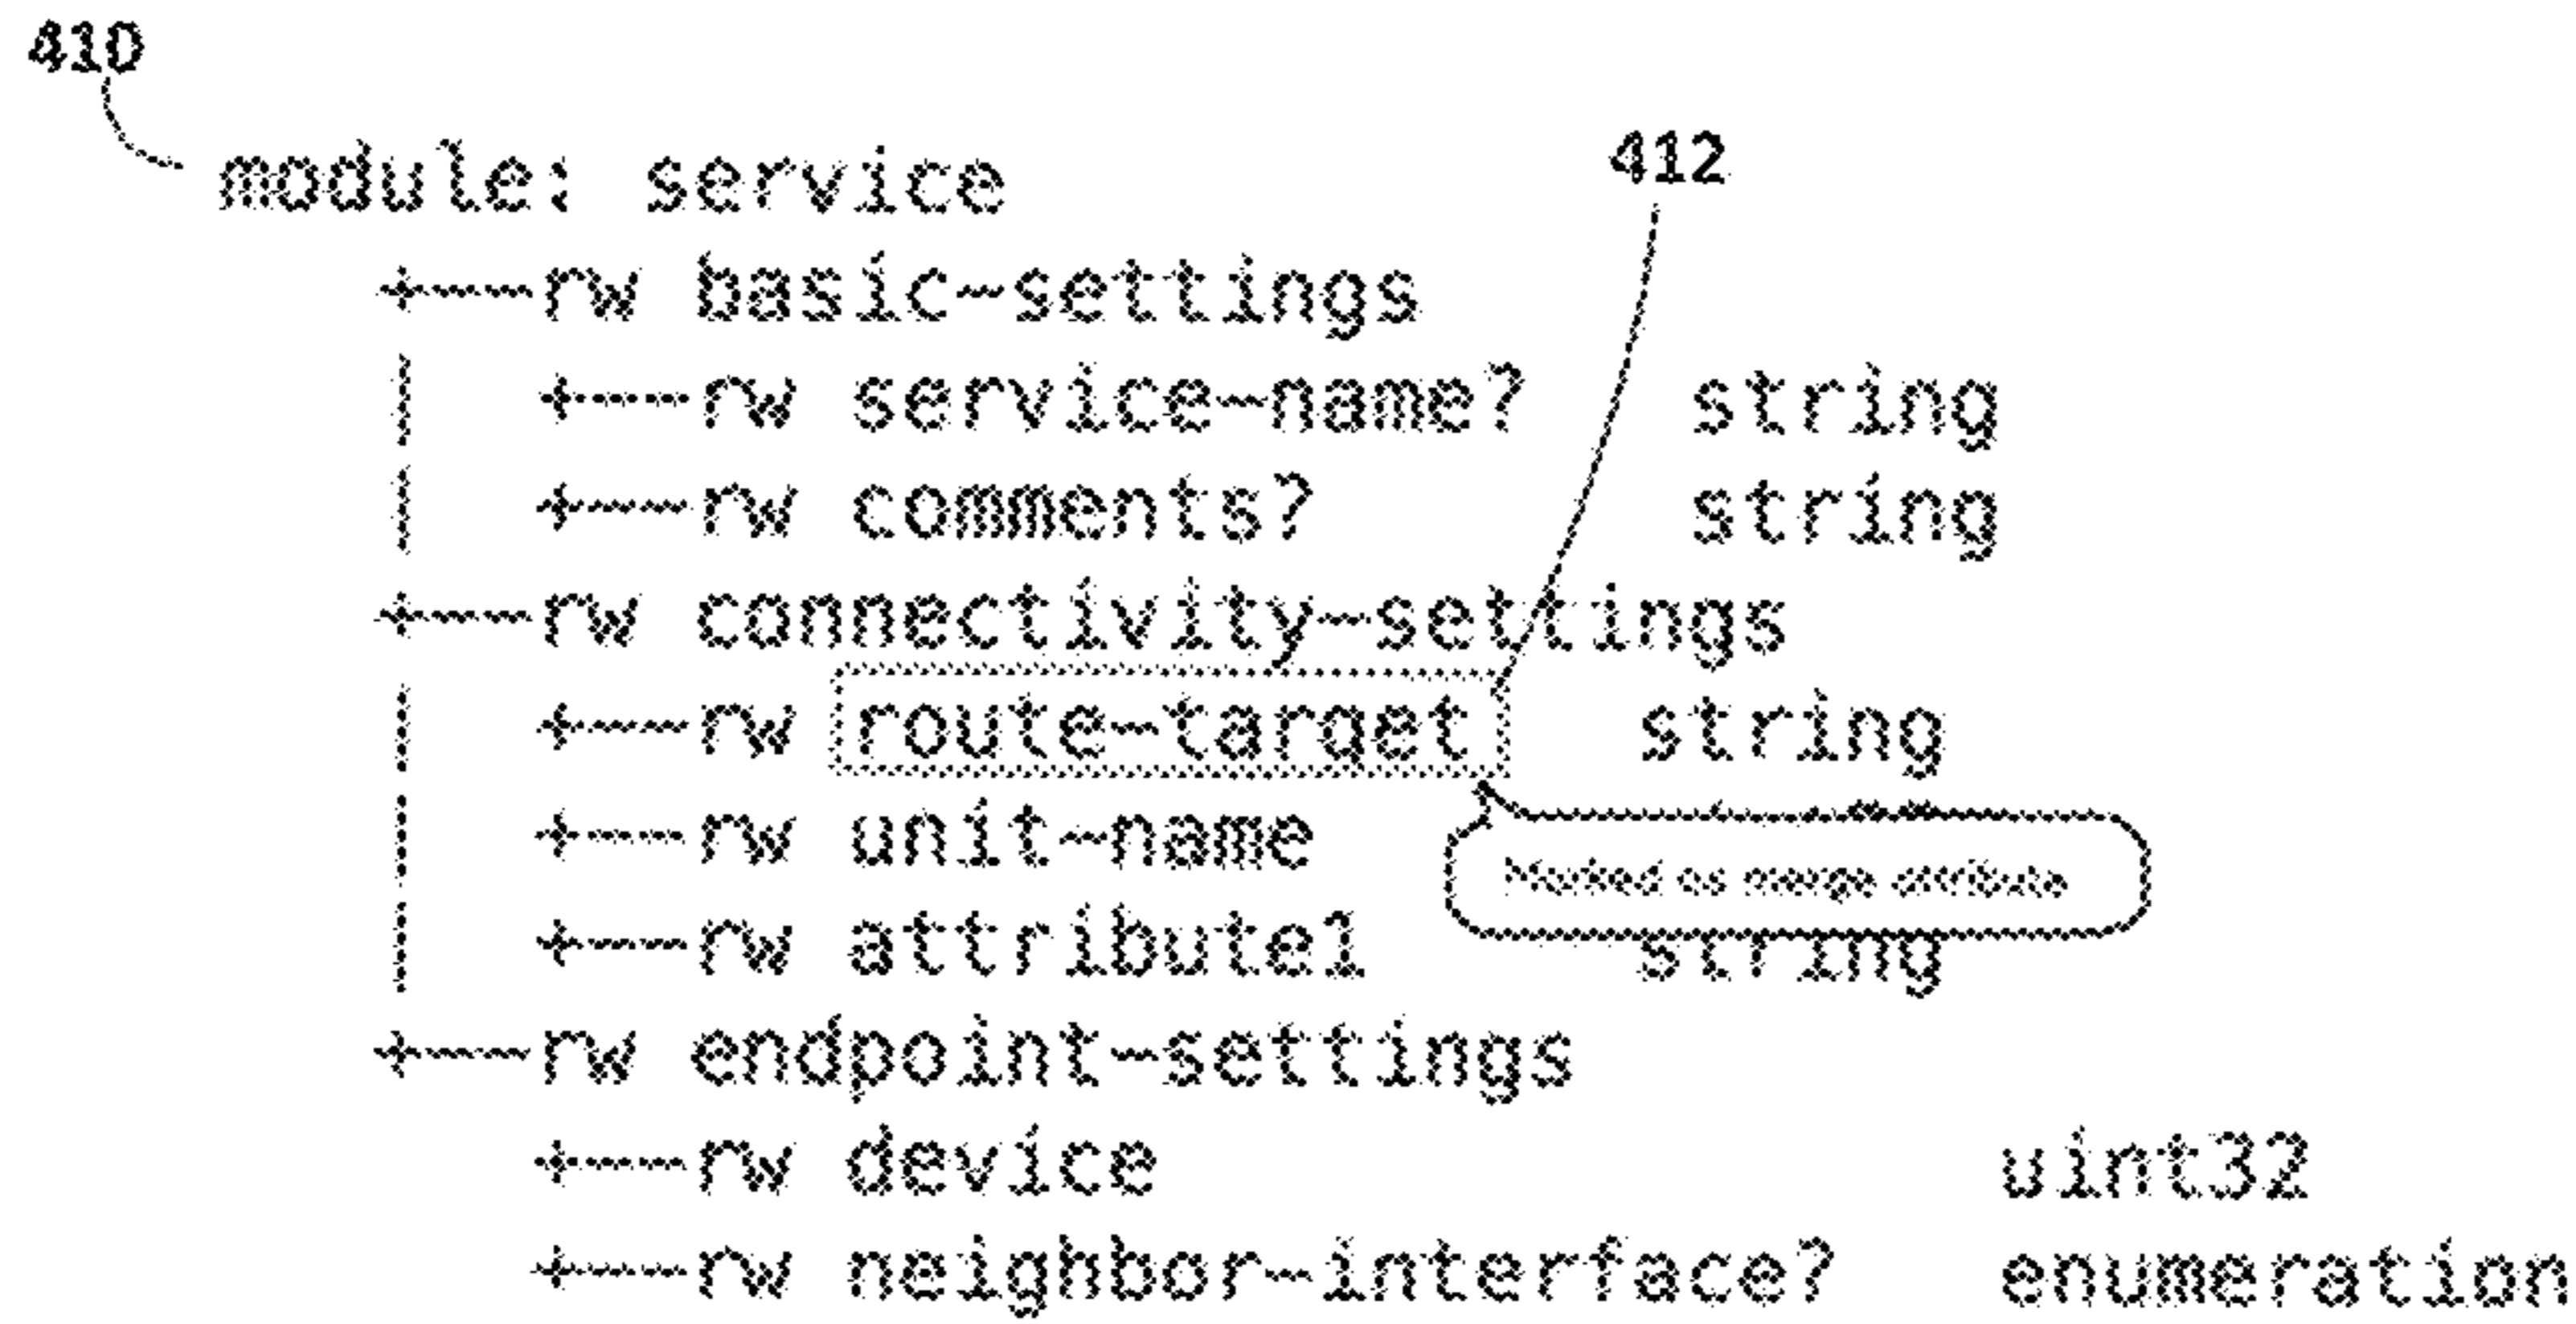 410
412
module: service
+--rw basic-settings
|  +--rw service-name?   string
|  +--rw comments?       string
+--rw connectivity-settings
|  +--rw route-target   string
|  +--rw unit-name
Marked as merge attribute
|  +--rw attribute1     string
+--rw endpoint-settings
+--rw device                uint32
+--rw neighbor-interface?   enumeration